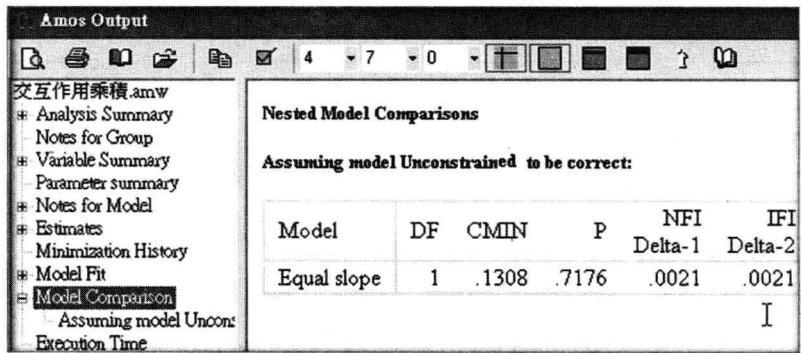 Amos Output
4 7 0
交互作用乘積.amw
Analysis Summary
Notes for Group
Variable Summary
Parameter summary
Notes for Model
Estimates
Minimization History
Model Fit
Model Comparison
Assuming model Uncons
Execution Time
Nested Model Comparisons
Assuming model Unconstrained to be correct:
Model DF CMIN P NFI Delta-1 IFI Delta-2
Equal slope 1 .1308 .7176 .0021 .0021